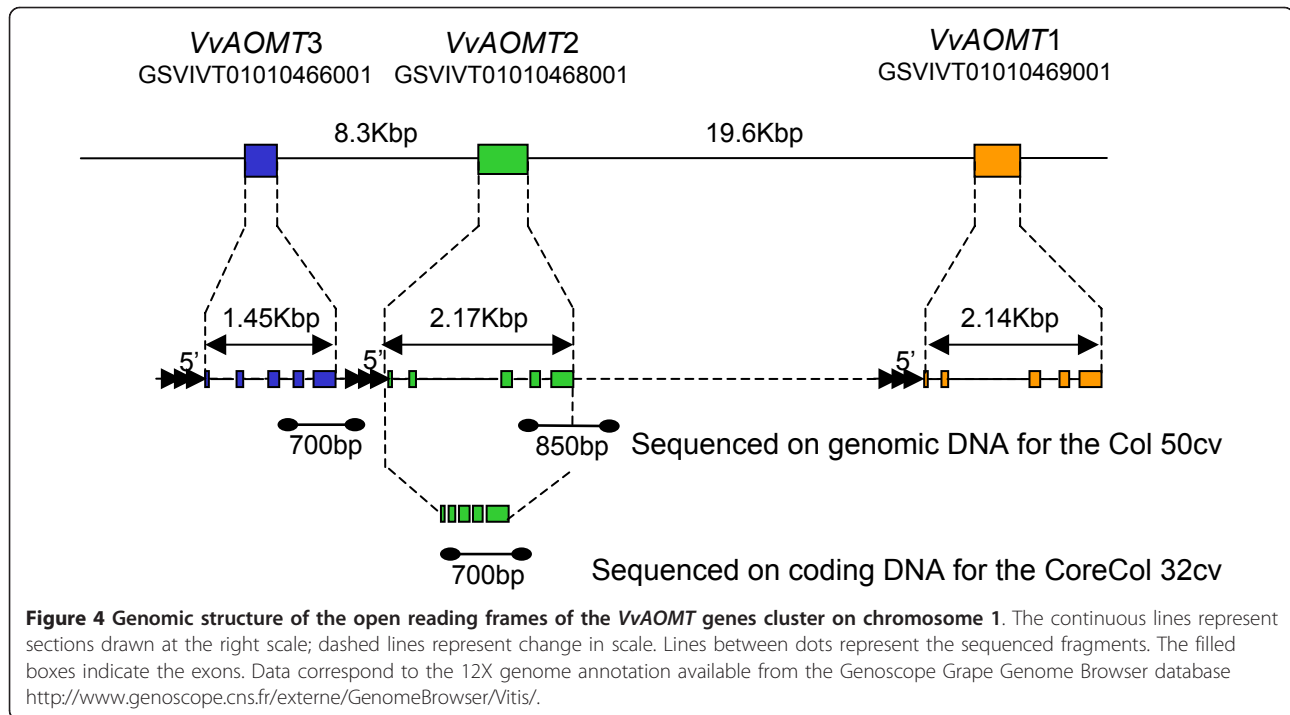 VvAOMT3
GSVIVT01010466001
VvAOMT2
GSVIVT01010468001
VvAOMT1
GSVIVT01010469001
8.3Kbp
19.6Kbp
1.45Kbp
2.17Kbp
2.14Kbp
5’
5’
5’
700bp
850bp
Sequenced on genomic DNA for the Col 50cv
700bp
Sequenced on coding DNA for the CoreCol 32cv
Figure 4 Genomic structure of the open reading frames of the VvAOMT genes cluster on chromosome 1. The continuous lines represent
sections drawn at the right scale; dashed lines represent change in scale. Lines between dots represent the sequenced fragments. The filled
boxes indicate the exons. Data correspond to the 12X genome annotation available from the Genoscope Grape Genome Browser database
http://www.genoscope.cns.fr/externe/GenomeBrowser/Vitis/.